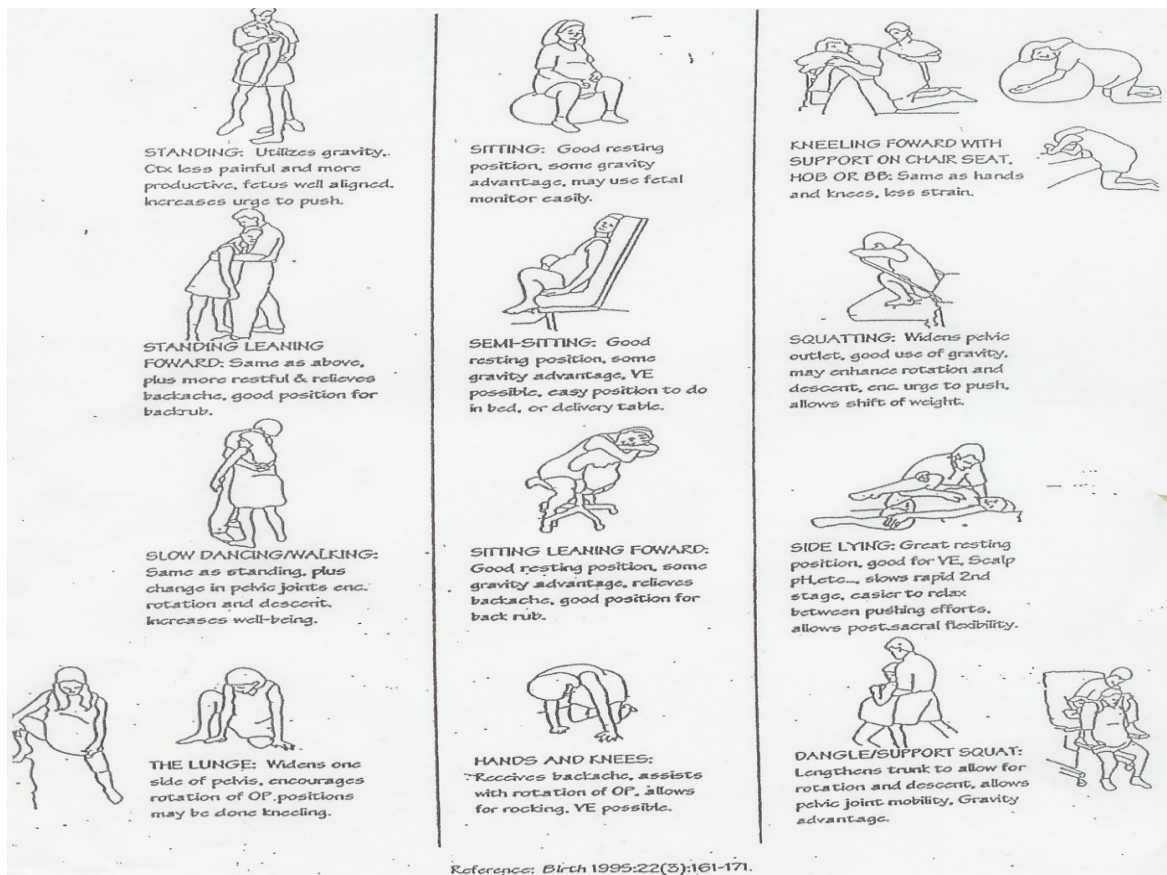 STANDING: Utilizes gravity.
Ctx less painful and more
productive, fetus well aligned.
Increases urge to push.
STANDING LEANING
FOWARD: Same as above,
plus more restful & relieves
backache, good position for
backrub.
SLOW DANCING/WALKING:
Same as standing, plus
change in pelvic joints enc.
rotation and descent.
Increases well-being.
THE LUNGE: Widens one
side of pelvis, encourages
rotation of OP positions
may be done kneeling.
SITTING: Good resting
position, some gravity
advantage, may use fetal
monitor easily.
SEMI-SITTING: Good
resting position, some
gravity advantage, VE
possible, easy position to do
in bed, or delivery table.
SITTING LEANING FOWARD:
Good resting position, some
gravity advantage, relieves
backache, good position for
back rub.
HANDS AND KNEES:
Receives backache, assists
with rotation of OP, allows
for rocking, VE possible.
KNEELING FOWARD WITH
SUPPORT ON CHAIR SEAT,
HOB OR BB: Same as hands
and knees, less strain.
SQUATTING: Widens pelvic
outlet, good use of gravity,
may enhance rotation and
descent, enc. urge to push,
allows shift of weight.
SIDE LYING: Great resting
position, good for VE, Scalp
pH,etc..., slows rapid 2nd
stage, easier to relax
between pushing efforts,
allows post.sacral flexibility.
DANGLE/SUPPORT SQUAT:
Lengthens trunk to allow for
rotation and descent, allows
pelvic joint mobility, Gravity
advantage.
Reference: Birth 1995:22(3):161-171.